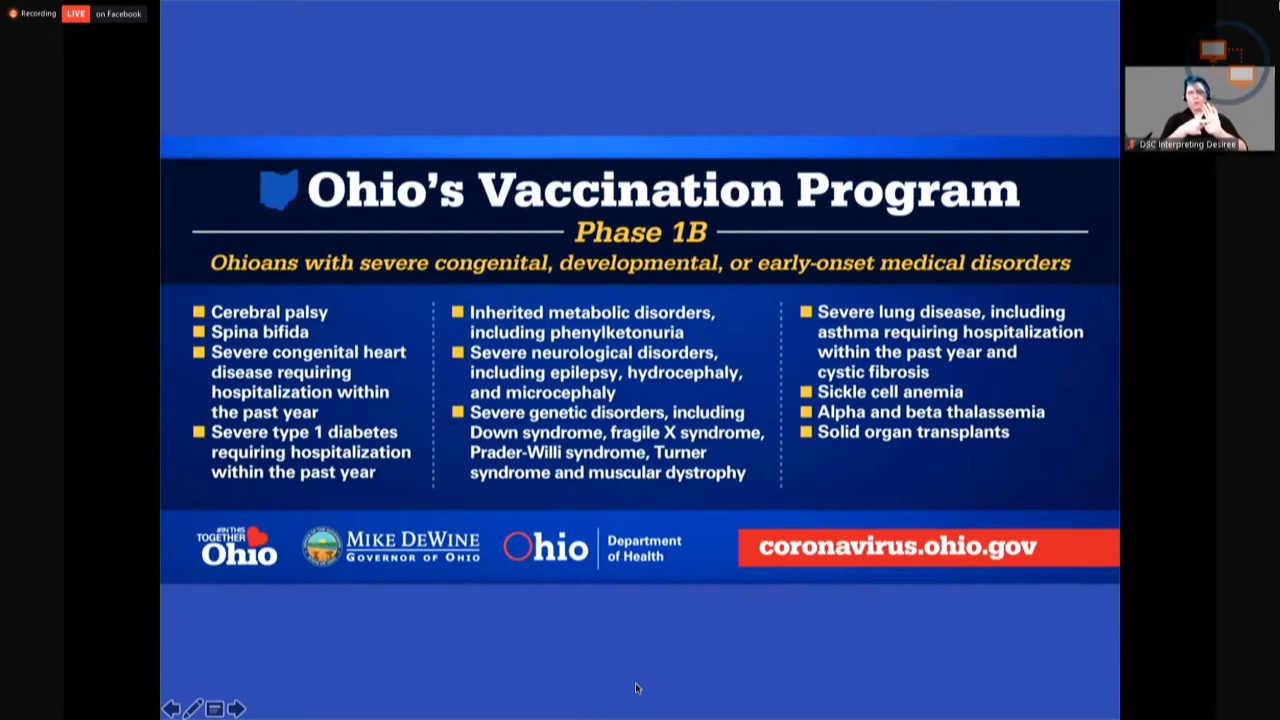 Recording
LIVE on Facebook
Ohio's Vaccination Program
Phase 1B
Ohioans with severe congenital, developmental, or early-onset medical disorders
Cerebral palsy
Spina bifida
Severe congenital heart
disease requiring
hospitalization within
the past year
Severe type 1 diabetes
requiring hospitalization
within the past year
Inherited metabolic disorders,
including phenylketonuria
Severe neurological disorders,
including epilepsy, hydrocephaly,
and microcephaly
Severe genetic disorders, including
Down syndrome, fragile X syndrome,
Prader-Willi syndrome, Turner
syndrome and muscular dystrophy
Severe lung disease, including
asthma requiring hospitalization
within the past year and
cystic fibrosis
Sickle cell anemia
Alpha and beta thalassemia
Solid organ transplants
#IN THIS
TOGETHER
Ohio
MIKE DEWINE
GOVERNOR OF OHIO
Ohio
Department
of Health
coronavirus.ohio.gov
DSC Interpreting Desiree